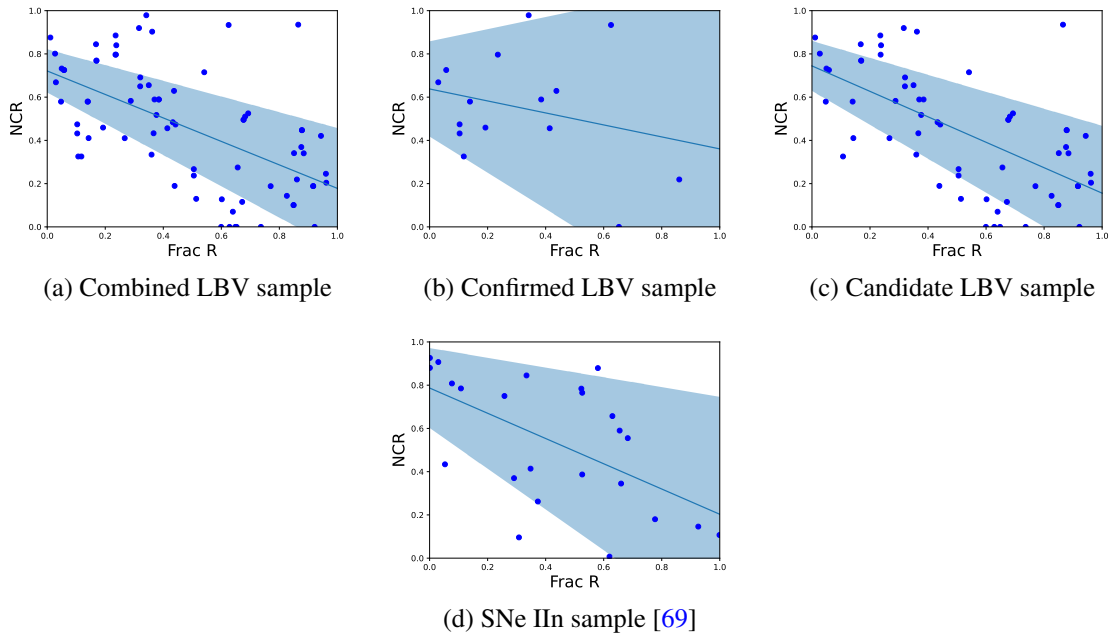 1.0
0.8
0.6
0.4
0.2
0.0
NCR
0.0 0.2 0.4 0.6 0.8 1.0
Frac R
(a) Combined LBV sample
1.0
0.8
0.6
0.4
0.2
0.0
NCR
0.0 0.2 0.4 0.6 0.8 1.0
Frac R
(b) Confirmed LBV sample
1.0
0.8
0.6
0.4
0.2
0.0
NCR
0.0 0.2 0.4 0.6 0.8 1.0
Frac R
(c) Candidate LBV sample
1.0
0.8
0.6
0.4
0.2
0.0
NCR
0.0 0.2 0.4 0.6 0.8 1.0
Frac R
(d) SNe IIn sample [69]